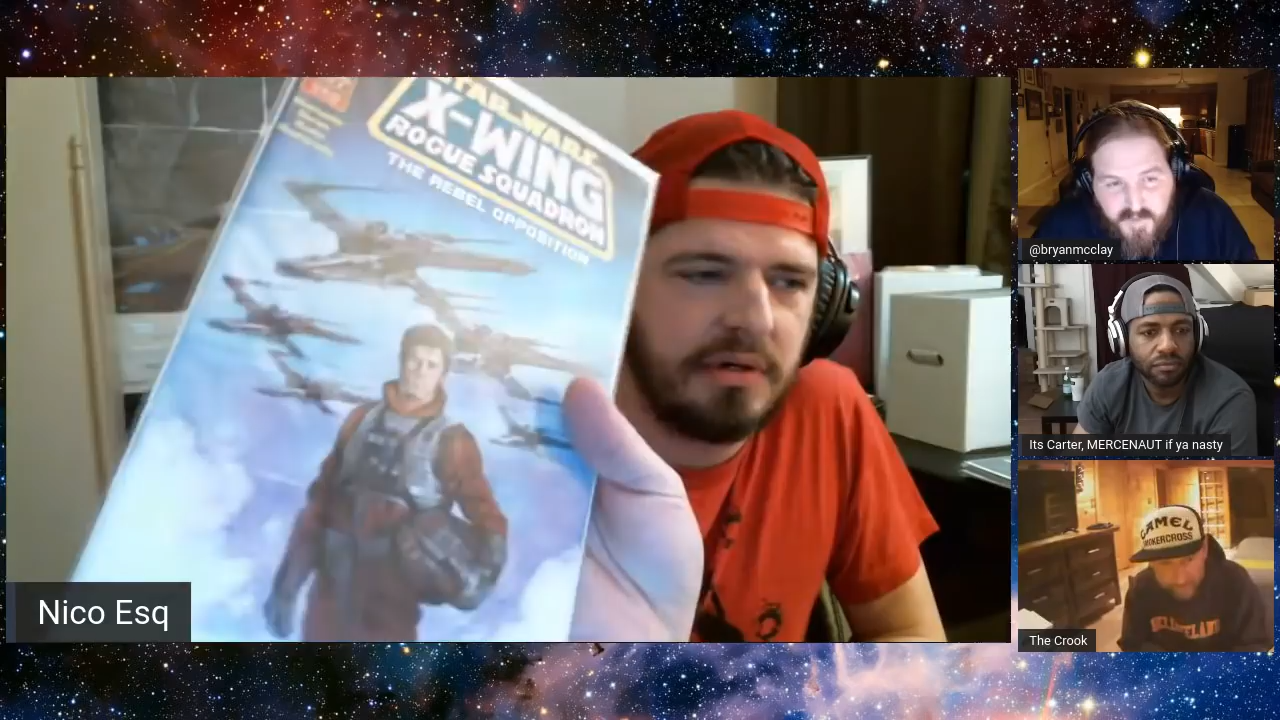 STAR WARS
X-WING
ROGUE SQUADRON
THE REBEL OPPOSITION
Nico Esq
@bryanmcclay
Its Carter, MERCENAUT if ya nasty
CAMEL
The Crook